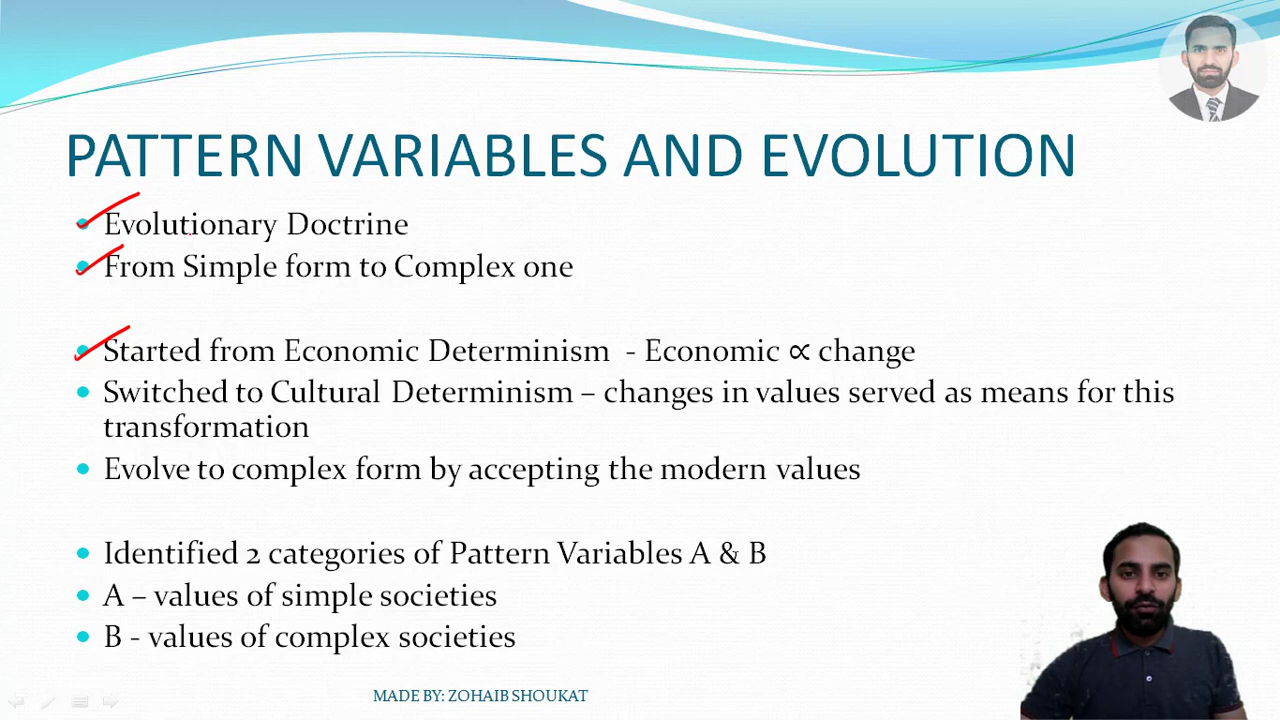 PATTERN VARIABLES AND EVOLUTION
Evolutionary Doctrine
From Simple form to Complex one
Started from Economic Determinism - Economic ∝ change
Switched to Cultural Determinism – changes in values served as means for this
transformation
Evolve to complex form by accepting the modern values
Identified 2 categories of Pattern Variables A & B
A – values of simple societies
B - values of complex societies
MADE BY: ZOHAIB SHOUKAT